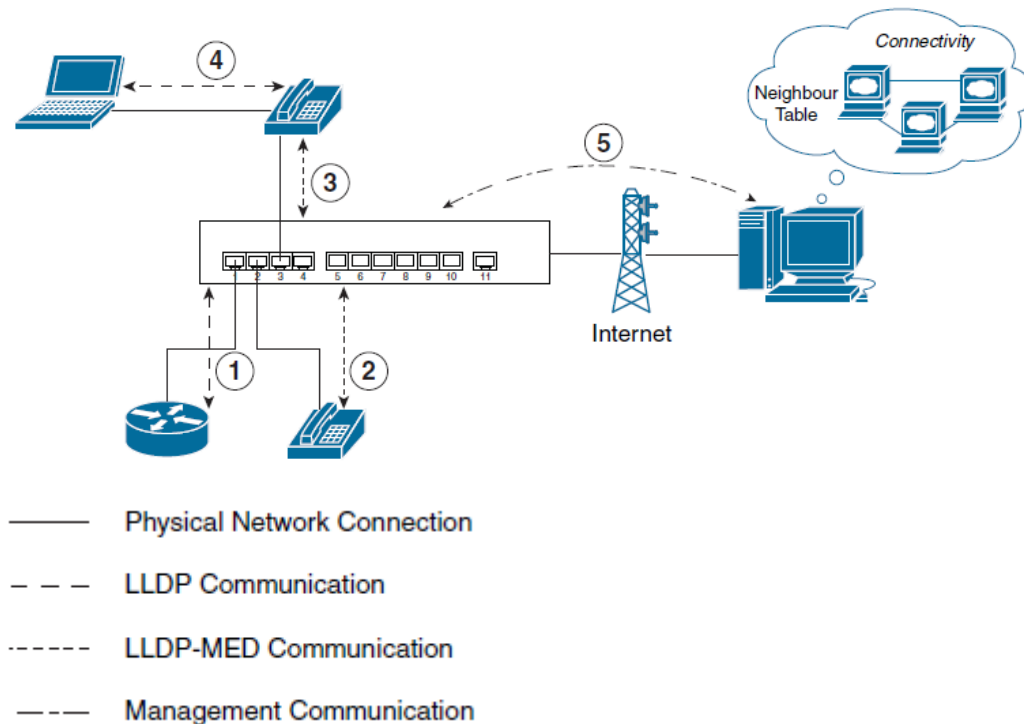 Connectivity
Neighbour
Table
4
5
3
1 2 3 4 5 6 7 8 9 10 11
Internet
1
2
Physical Network Connection
LLDP Communication
LLDP-MED Communication
Management Communication